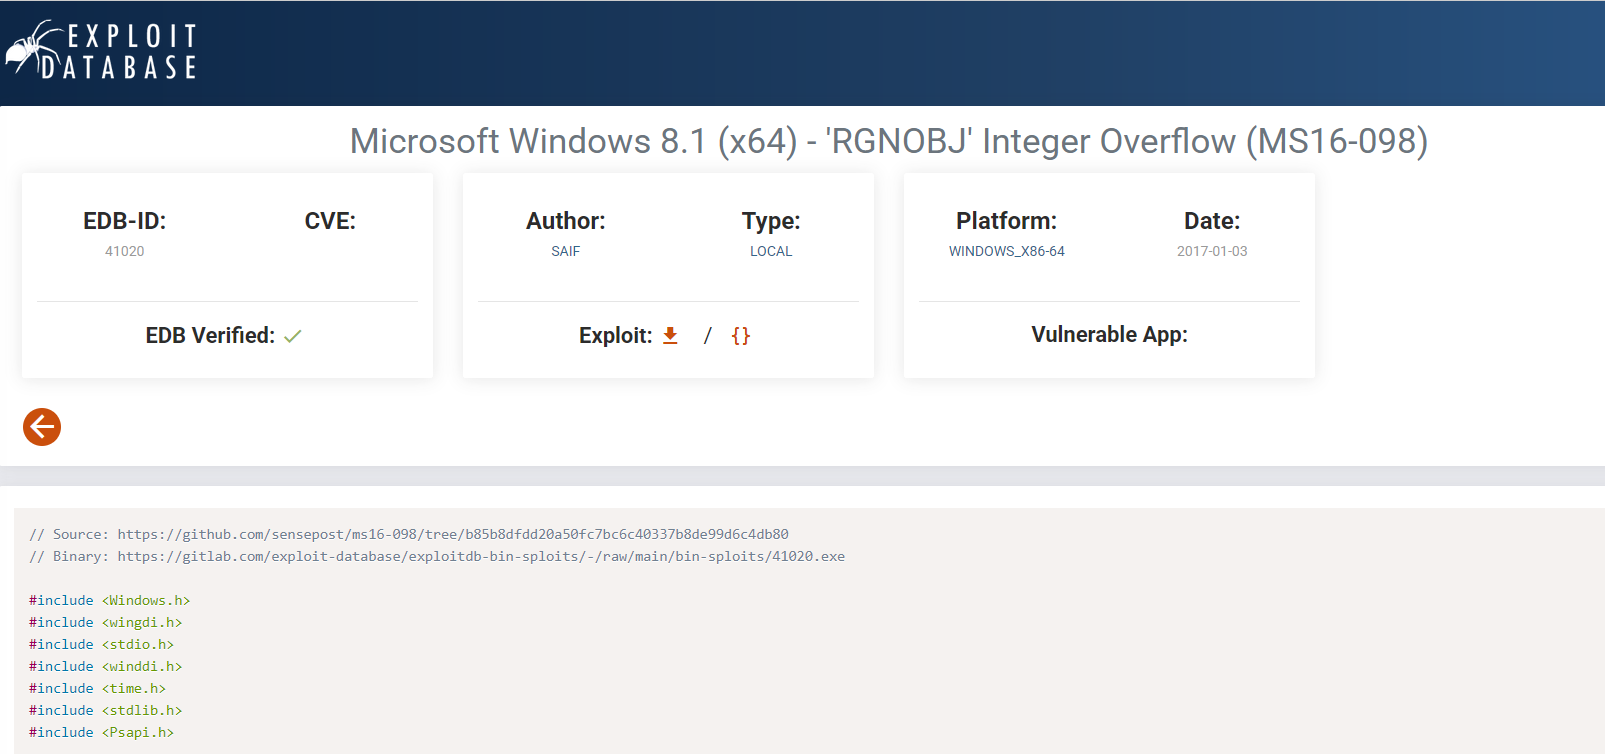 EXPLOIT
DATABASE
Microsoft Windows 8.1 (x64) - 'RGNOBJ' Integer Overflow (MS16-098)
EDB-ID:
41020
CVE:
EDB Verified:
Author:
SAIF
Type:
LOCAL
Exploit: / {}
Platform:
WINDOWS_X86-64
Date:
2017-01-03
Vulnerable App:
// Source: https://github.com/sensepost/ms16-098/tree/b85b8dfdd20a50fc7bc6c40337b8de99d6c4db80
// Binary: https://gitlab.com/exploit-database/exploitdb-bin-sploits/-/raw/main/bin-sploits/41020.exe
#include <Windows.h>
#include <wingdi.h>
#include <stdio.h>
#include <winddi.h>
#include <time.h>
#include <stdlib.h>
#include <Psapi.h>